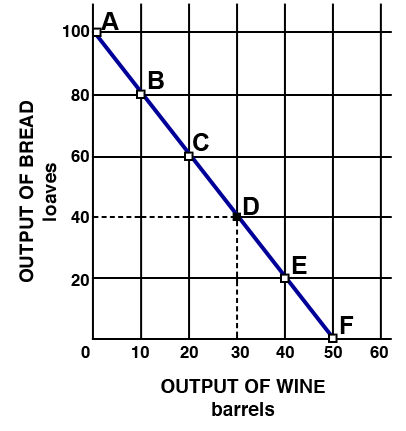 OUTPUT OF BREAD
loaves
100
80
60
40
20
A
B
C
D
E
F
0 10 20 30 40 50 60
OUTPUT OF WINE
barrels